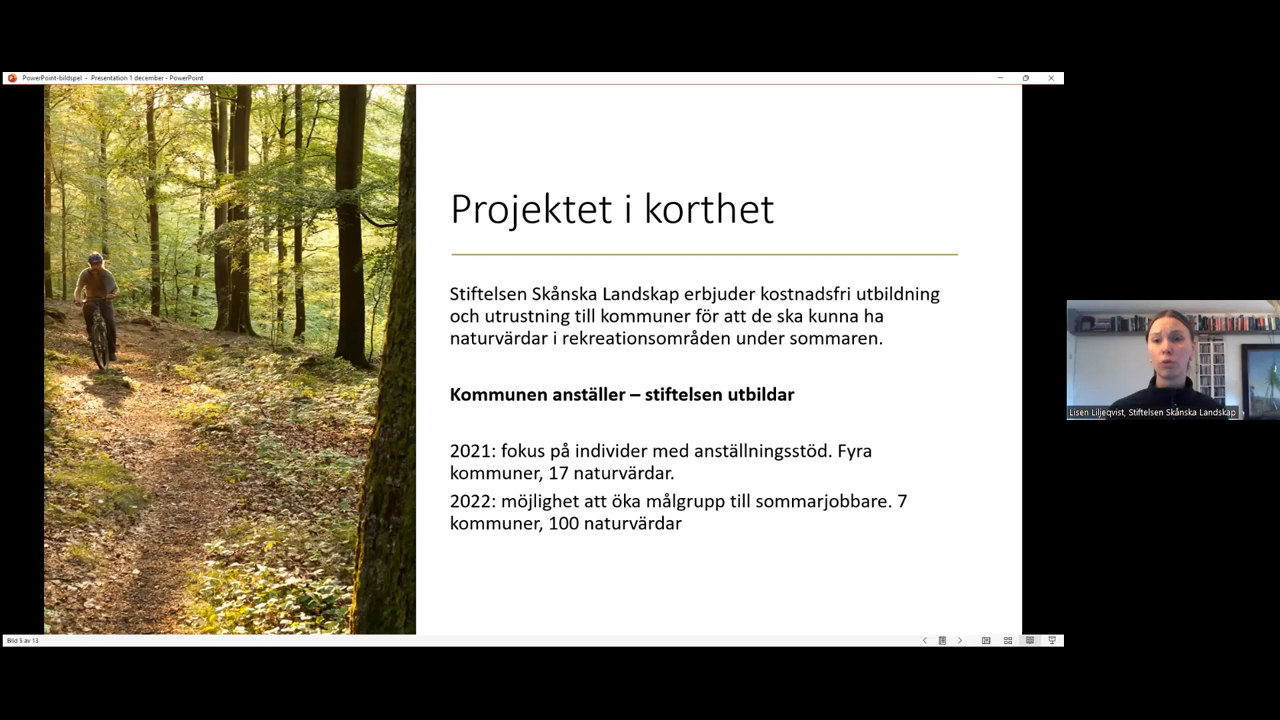 PowerPoint-bildspel - Presentation 1 december - PowerPoint
Projektet i korthet
Stiftelsen Skånska Landskap erbjuder kostnadsfri utbildning
och utrustning till kommuner för att de ska kunna ha
naturvärdar i rekreationsområden under sommaren.
Kommunen anställer – stiftelsen utbildar
2021: fokus på individer med anställningsstöd. Fyra
kommuner, 17 naturvärdar.
2022: möjlighet att öka målgrupp till sommarjobbare. 7
kommuner, 100 naturvärdar
Lisen Liljeqvist, Stiftelsen Skånska Landskap
Bild 5 av 13